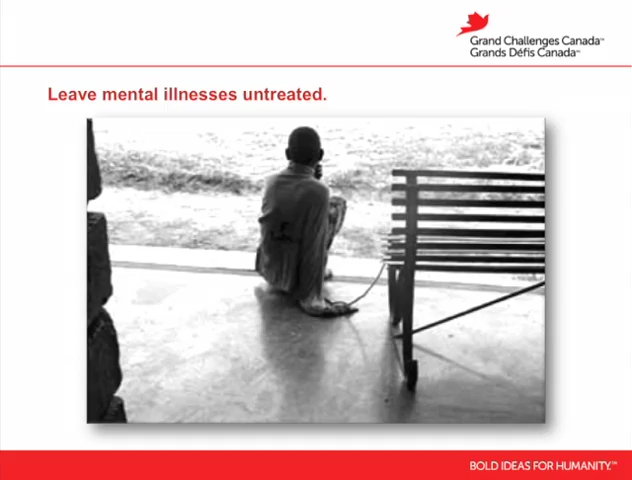 Grand Challenges Canada™
Grands Défis Canada™
Leave mental illnesses untreated.
BOLD IDEAS FOR HUMANITY.™